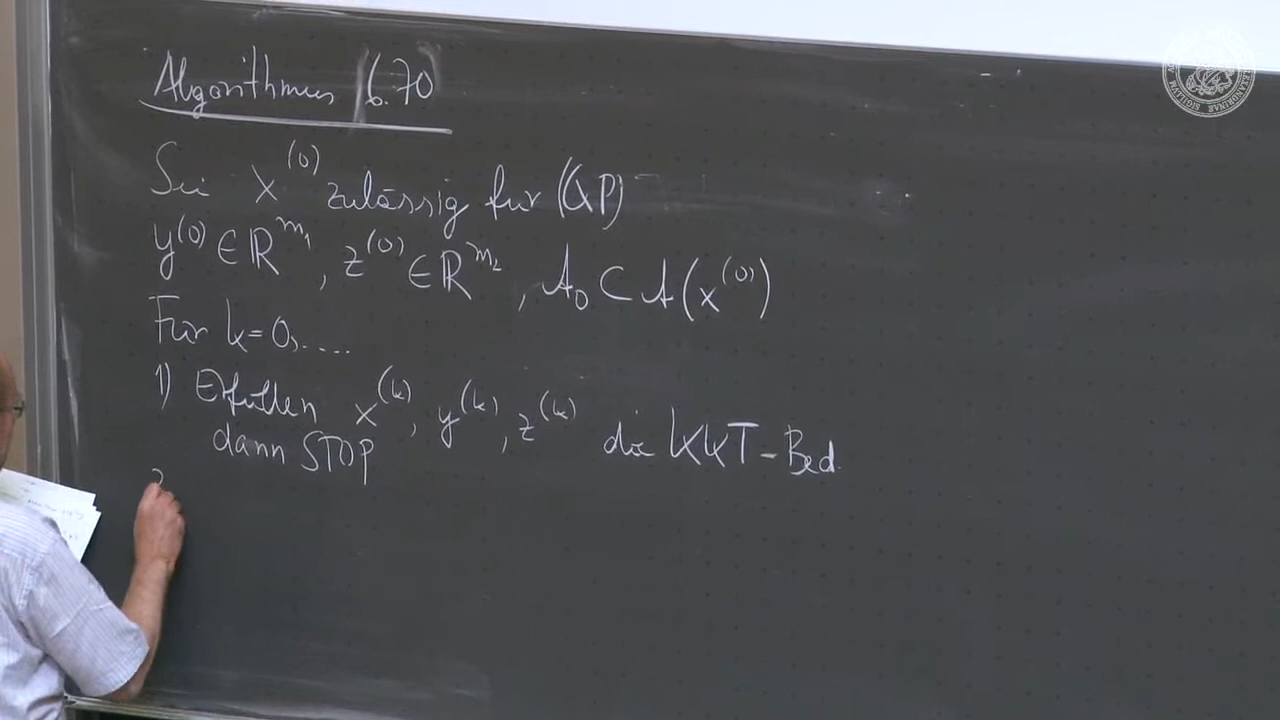 Algorithmus 6.70
Sei x^(0) zulässig für (QP)
y^(0) ∈ ℝ^m₁, z^(0) ∈ ℝ^m₂, A₀ ⊂ A(x^(0))
Für k=0,....
1) Erfüllen x^(k), y^(k), z^(k) die KKT-Bed.
dann STOP
2